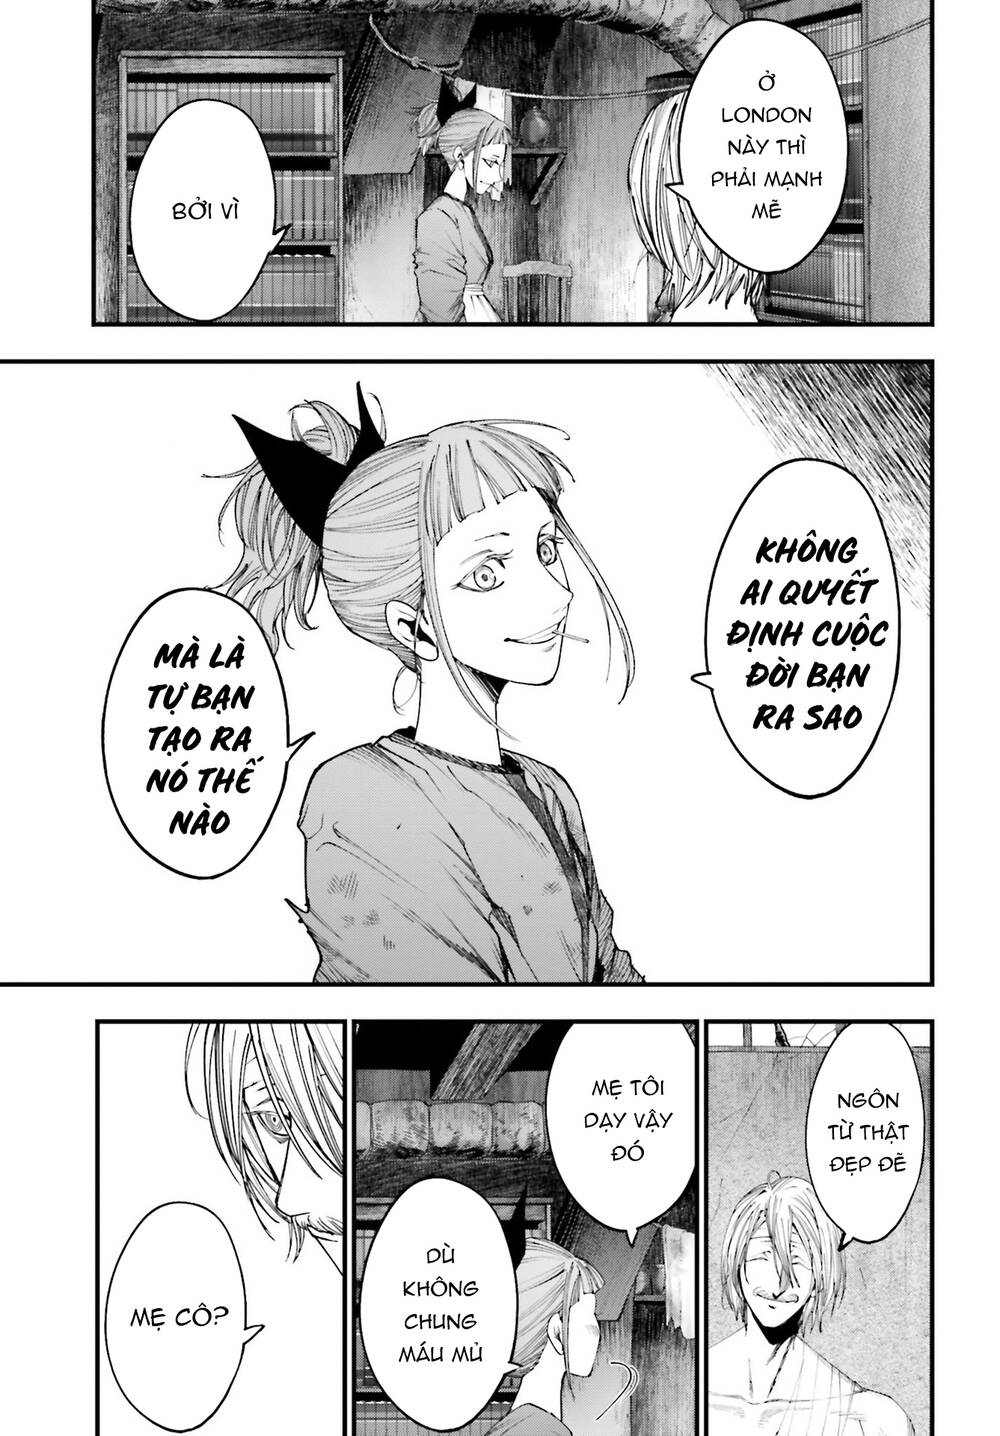 Ở
LONDON
NÀY THÌ
PHẢI MẠNH
MẼ
BỞI VÌ
KHÔNG
AI QUYẾT
ĐỊNH CUỘC
ĐỜI BẠN
RA SAO
MÀ LÀ
TỰ BẠN
TẠO RA
NÓ THẾ
NÀO
NGÔN
TỪ THẬT
ĐẸP ĐẼ
MẸ TÔI
DẠY VẬY
ĐÓ
DÙ
KHÔNG
CHUNG
MÁU MỦ
MẸ CÔ?